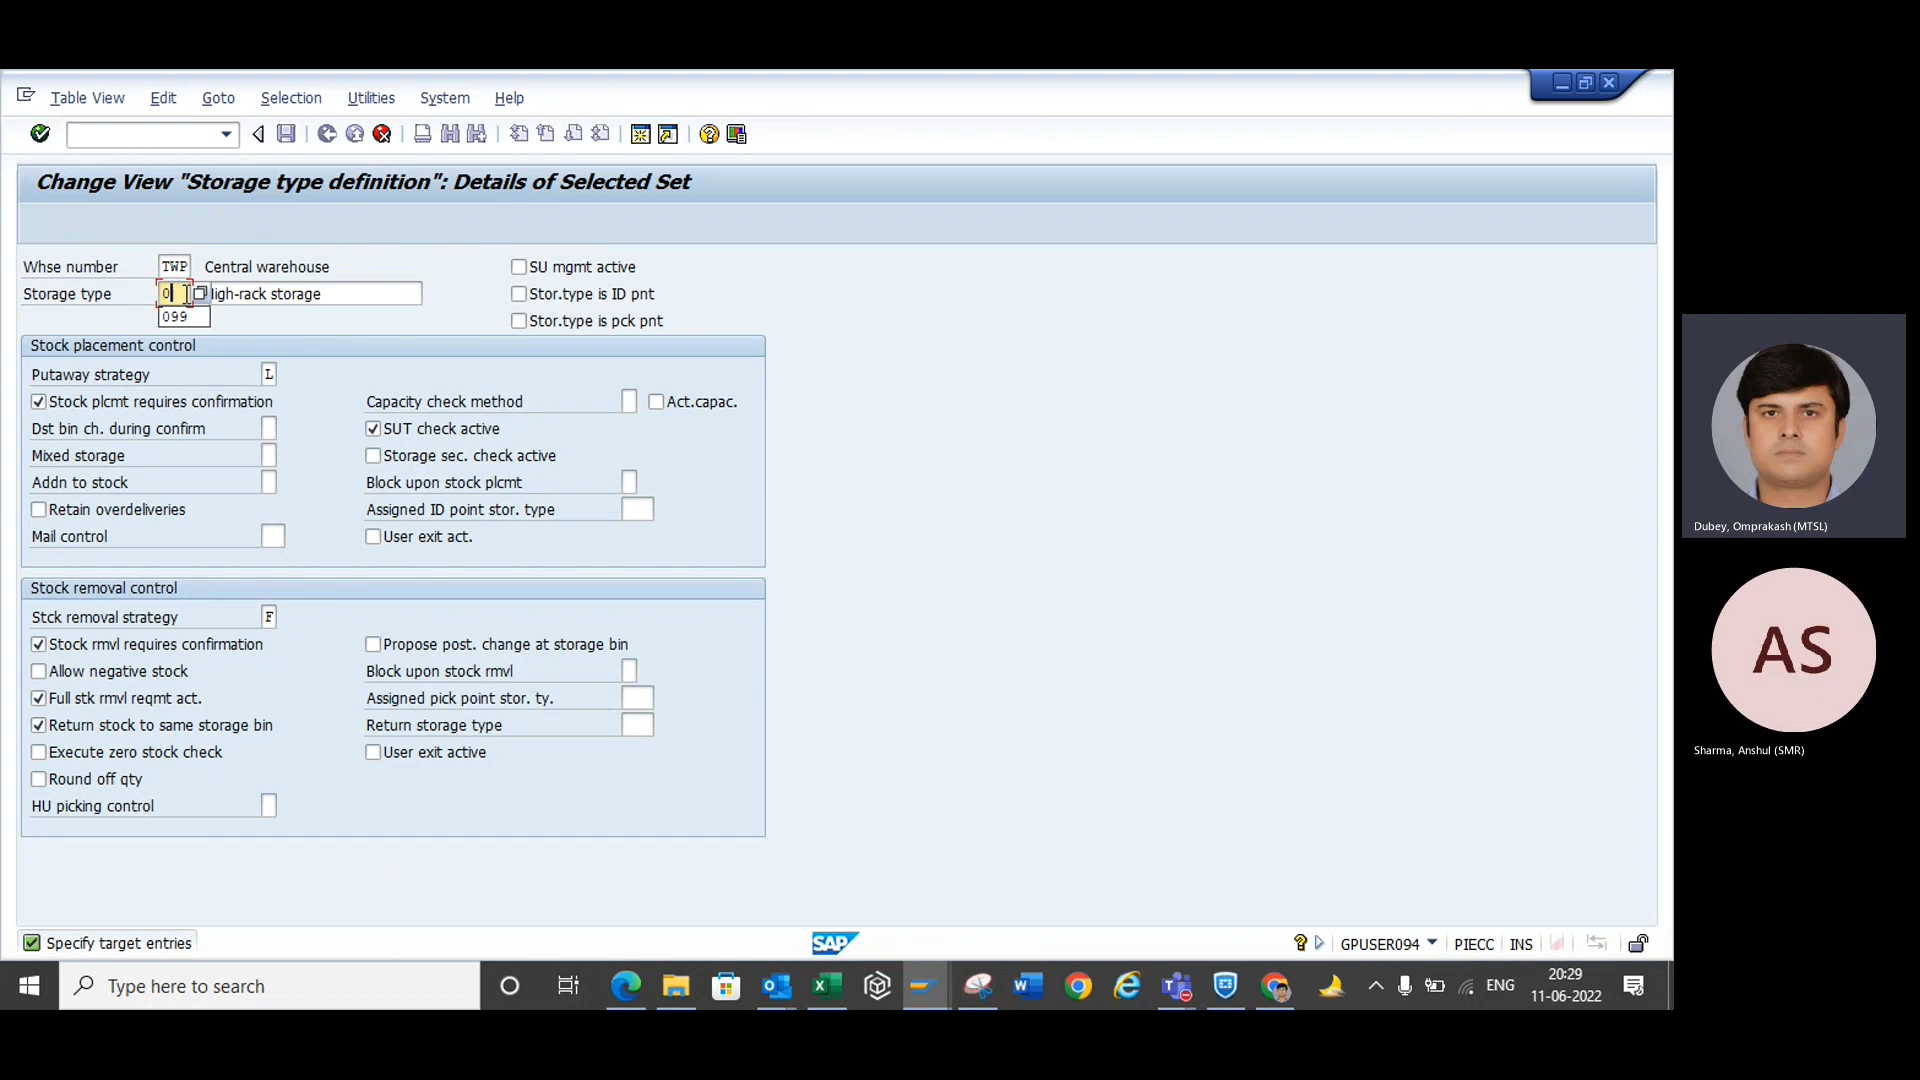 Table View Edit Goto Selection Utilities System Help
Change View "Storage type definition": Details of Selected Set
Whse number TWP Central warehouse
SU mgmt active
Storage type 0 igh-rack storage
Stor.type is ID pnt
099
Stor.type is pck pnt
Stock placement control
Putaway strategy L
Stock plcmt requires confirmation
Capacity check method
Act.capac.
Dst bin ch. during confirm
SUT check active
Mixed storage
Storage sec. check active
Addn to stock
Block upon stock plcmt
Retain overdeliveries
Assigned ID point stor. type
Mail control
User exit act.
Stock removal control
Stck removal strategy F
Stock rmvl requires confirmation
Propose post. change at storage bin
Allow negative stock
Block upon stock rmvl
Full stk rmvl reqmt act.
Assigned pick point stor. ty.
Return stock to same storage bin
Return storage type
Execute zero stock check
User exit active
Round off qty
HU picking control
Specify target entries
SAP
GPUSER094 PIECC INS
Type here to search
ENG
20:29
11-06-2022
Dubey, Omprakash (MTSL)
AS
Sharma, Anshul (SMR)